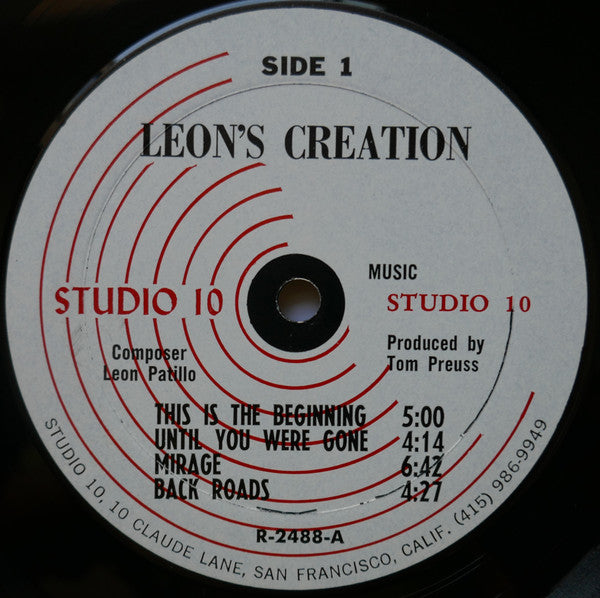 SIDE 1
LEON'S CREATION
MUSIC
STUDIO 10
STUDIO 10
Composer
Leon Patillo
Produced by
Tom Preuss
THIS IS THE BEGINNING 5:00
UNTIL YOU WERE GONE 4:14
MIRAGE 6:42
BACK ROADS 4:27
R-2488-A
STUDIO 10, 10 CLAUDE LANE, SAN FRANCISCO, CALIF. (415) 986-9949